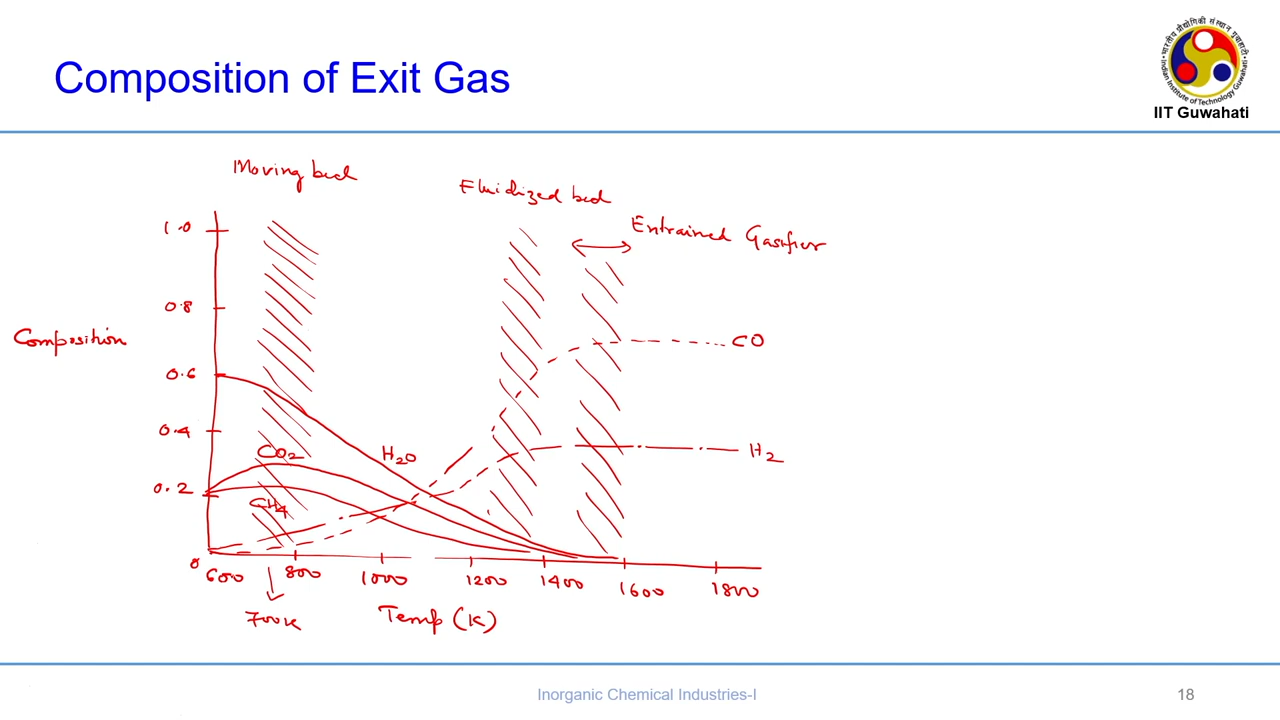 Composition of Exit Gas
IIT Guwahati
Moving bed
Fluidized bed
Entrained Gasifier
1.0
0.8
Composition
0.6
0.4
0.2
0
CO
H2
CO2
H2O
CH4
600
800
1000
1200
1400
1600
1800
700K
Temp (K)
Inorganic Chemical Industries-I
18